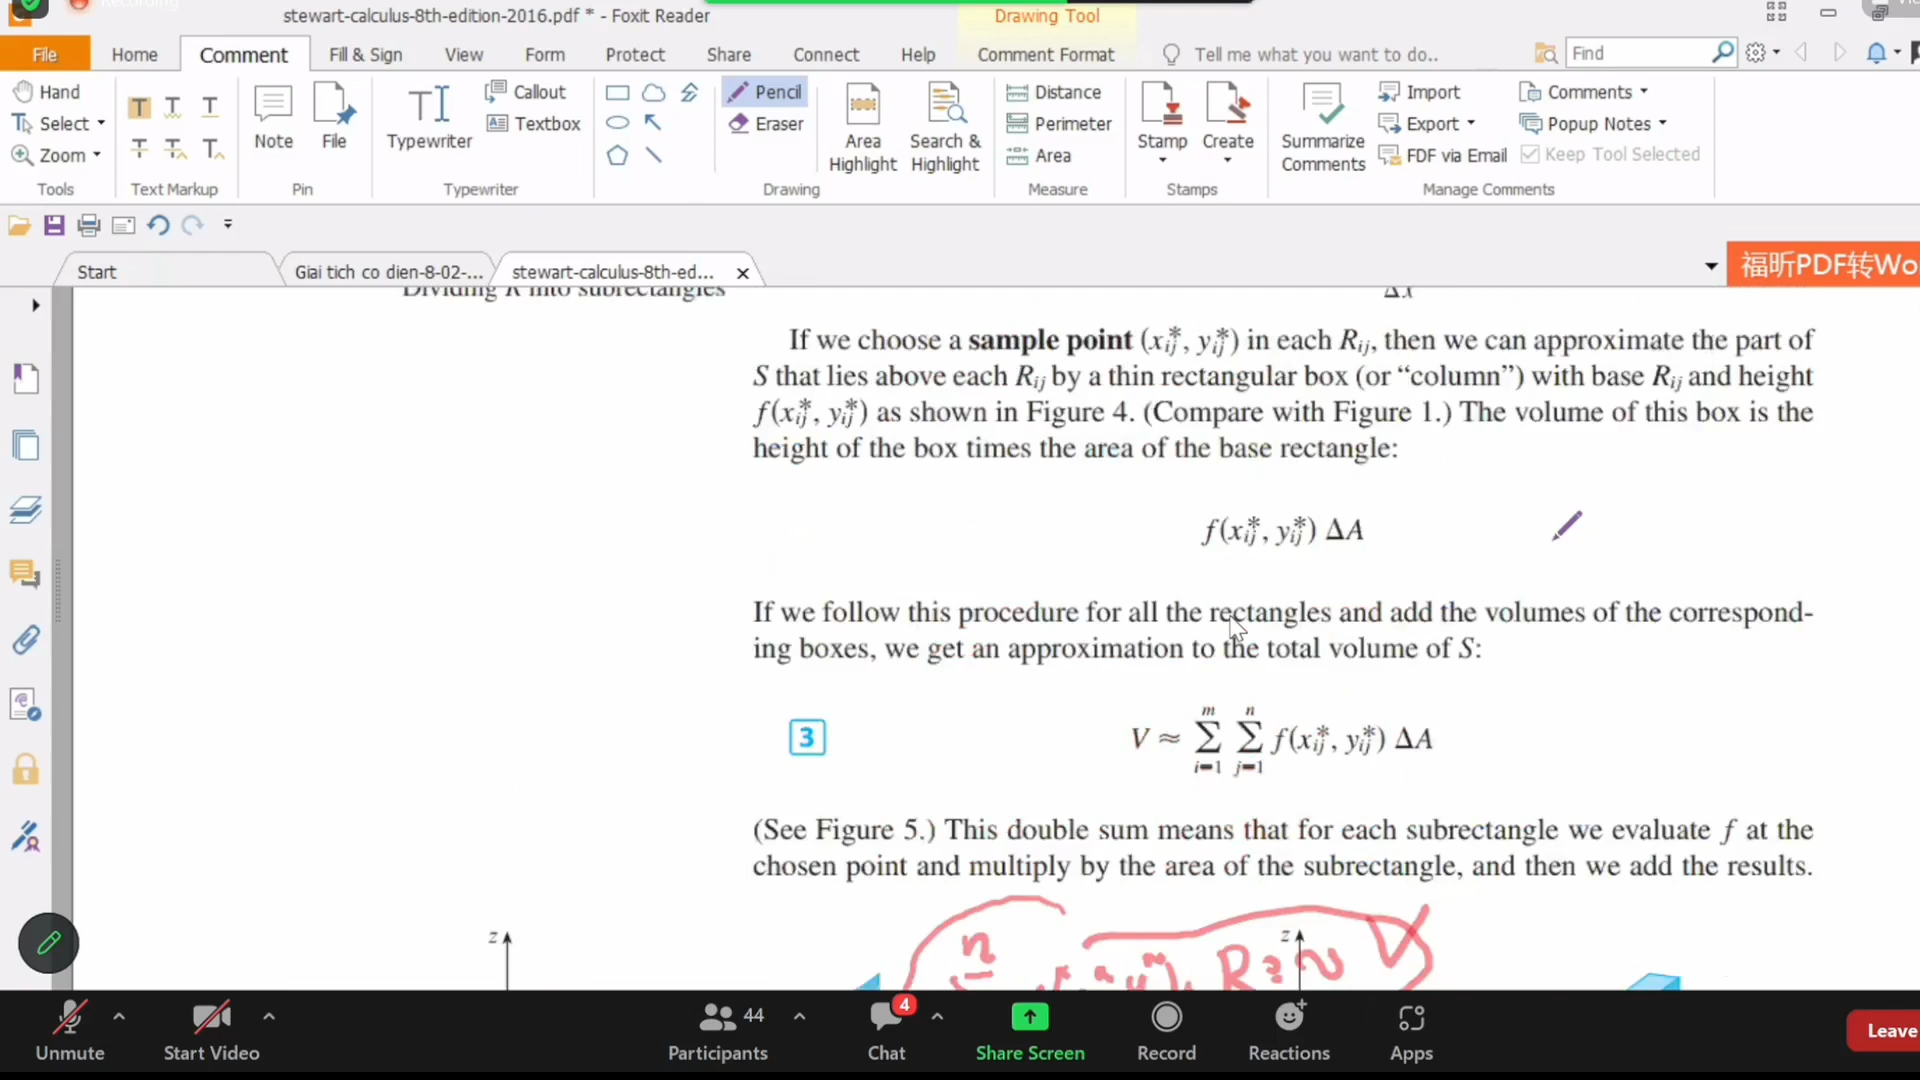 Recording
stewart-calculus-8th-edition-2016.pdf * - Foxit Reader
Drawing Tool
File Home Comment Fill & Sign View Form Protect Share Connect Help Comment Format Tell me what you want to do.. Find
Hand
Select
Zoom
Tools
Text Markup
Note File
Pin
Typewriter
Callout
Textbox
Typewriter
Pencil
Eraser
Area Highlight
Search & Highlight
Drawing
Distance
Perimeter
Area
Measure
Stamp Create
Stamps
Summarize Comments
Import
Export
FDF via Email
Comments
Popup Notes
Keep Tool Selected
Manage Comments
Start Giai tich co dien-8-02-... stewart-calculus-8th-ed... 福昕PDF转Wo
Dividing R into subrectangles
Δx
If we choose a sample point (x*ij, y*ij) in each Rij, then we can approximate the part of
S that lies above each Rij by a thin rectangular box (or “column”) with base Rij and height
f(x*ij, y*ij) as shown in Figure 4. (Compare with Figure 1.) The volume of this box is the
height of the box times the area of the base rectangle:
f(x*ij, y*ij) ΔA
If we follow this procedure for all the rectangles and add the volumes of the correspond-
ing boxes, we get an approximation to the total volume of S:
3 V ≈ m∑i=1 n∑j=1 f(x*ij, y*ij) ΔA
(See Figure 5.) This double sum means that for each subrectangle we evaluate f at the
chosen point and multiply by the area of the subrectangle, and then we add the results.
z z
Unmute Start Video 44 Participants 4 Chat Share Screen Record Reactions Apps Leave